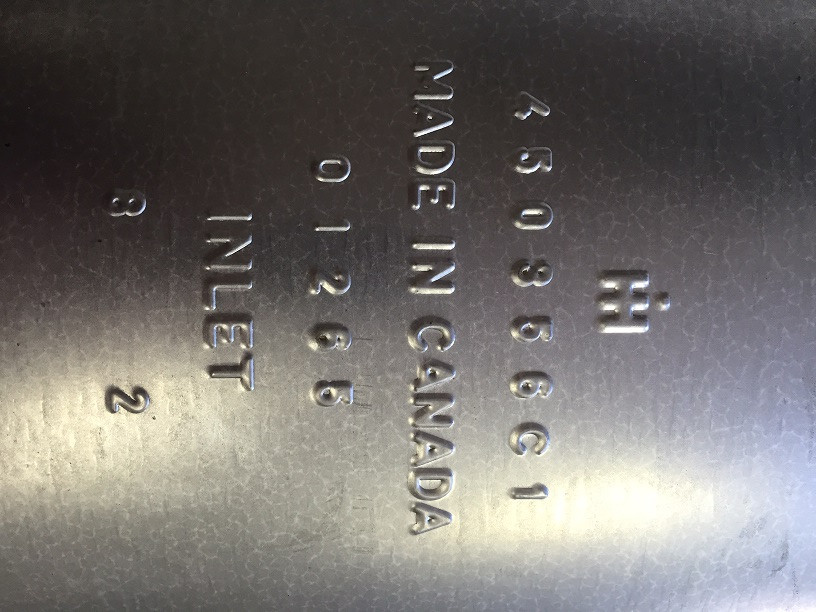 450856C1
MADE IN CANADA
01265
INLET
8 2